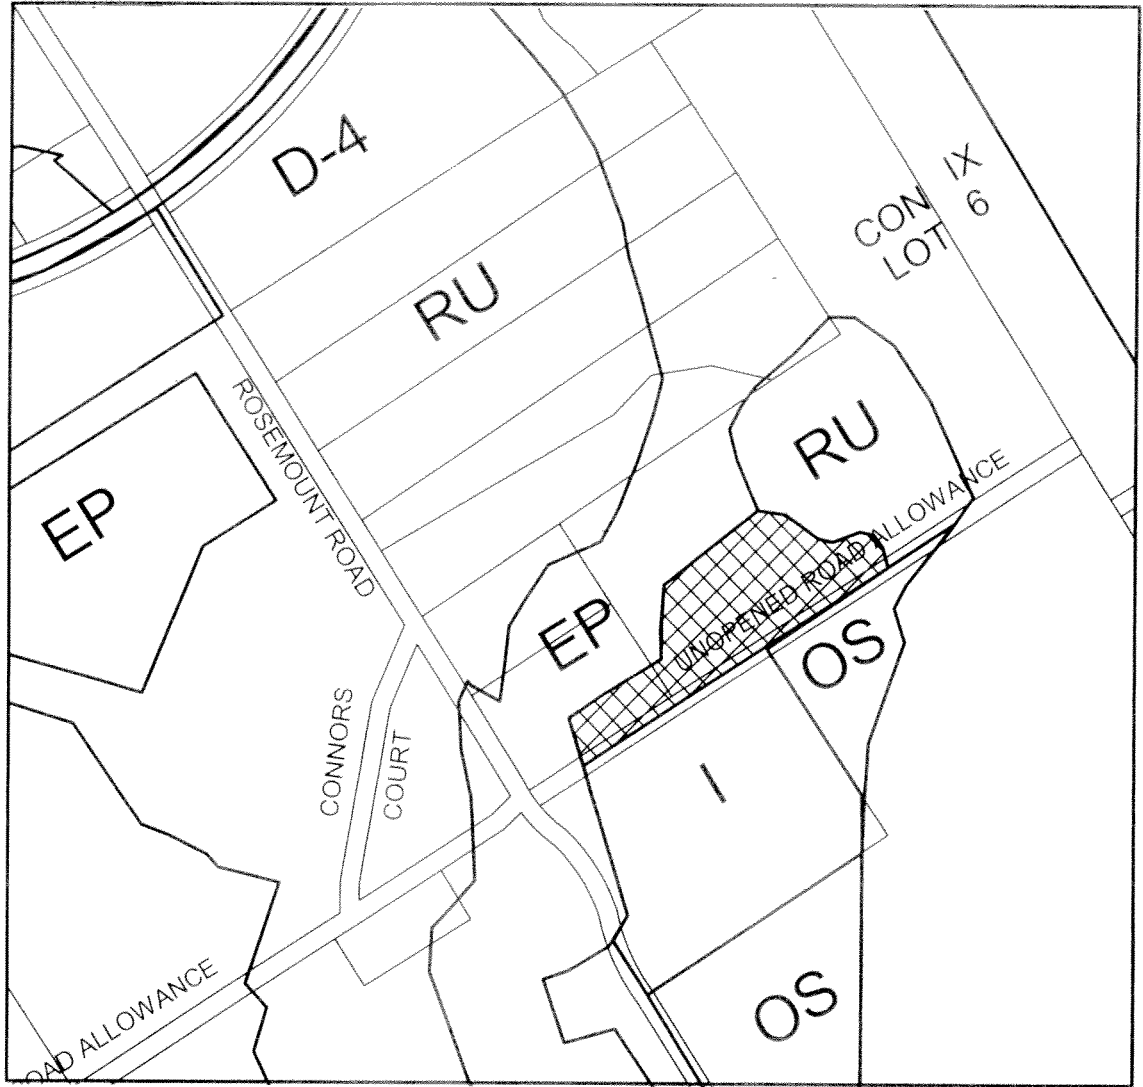 D-4
CON IX
LOT 6
RU
ROSEMOUNT ROAD
RU
EP
UNOPENED ROAD ALLOWANCE
EP
OS
CONNORS
COURT
I
OAD ALLOWANCE
OS